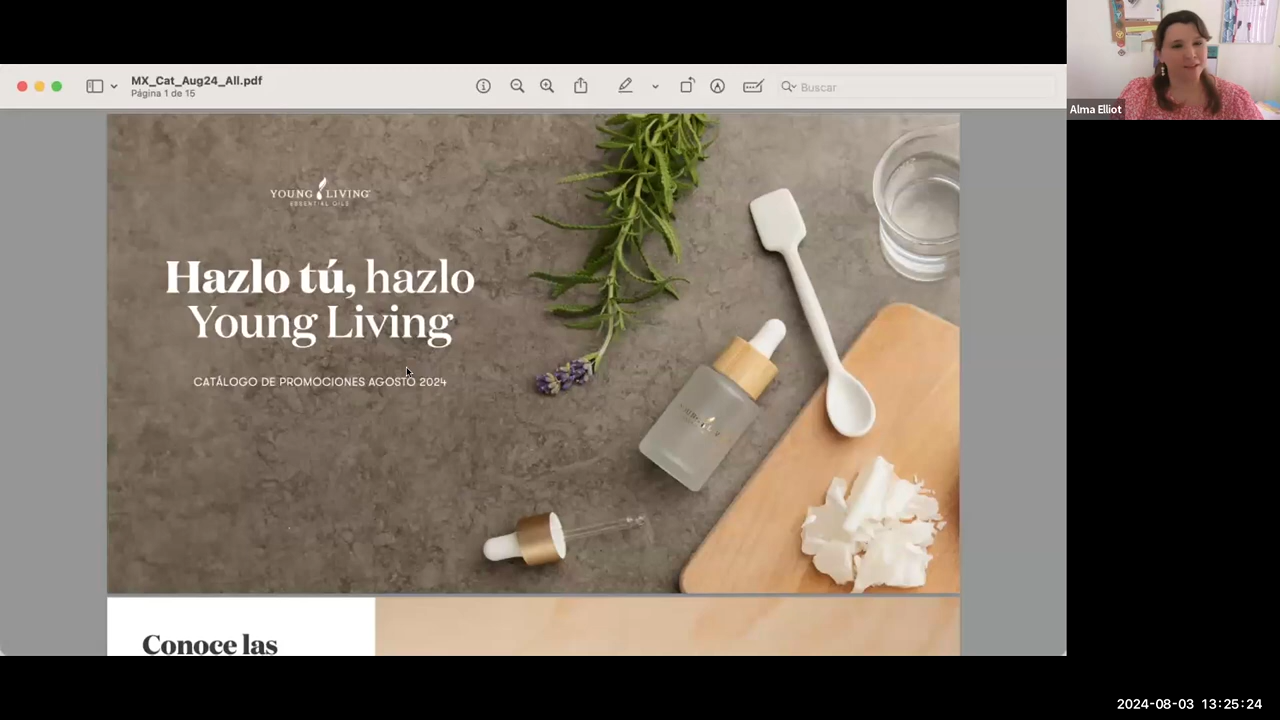 MX_Cat_Aug24_All.pdf
Página 1 de 15
Buscar
Alma Elliot
YOUNG LIVING
ESSENTIAL OILS
Hazlo tú, hazlo
Young Living
CATÁLOGO DE PROMOCIONES AGOSTO 2024
Conoce las
2024-08-03 13:25:24